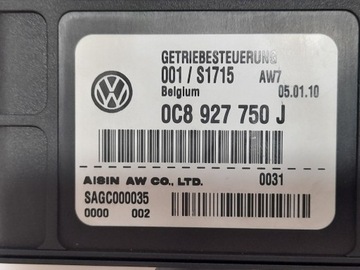 GETRIEBESTEUERUNG
001 / S1715 AW7
Belgium 05.01.10
0C8 927 750 J
AISIN AW CO., LTD. 0031
SAGC000035
0000 002